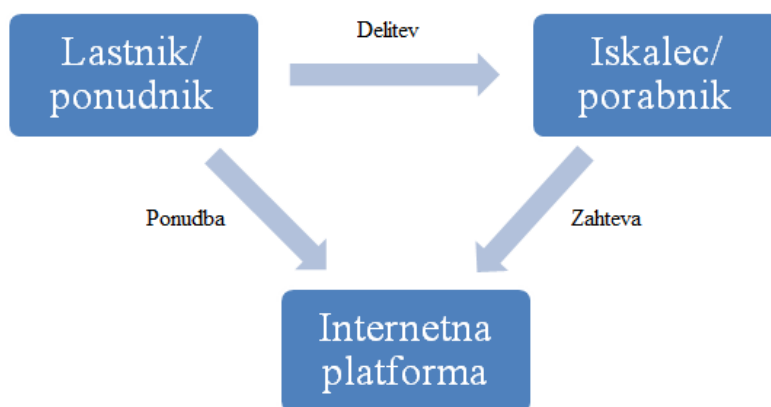 Delitev
Lastnik/
ponudnik
Iskalec/
porabnik
Ponudba
Zahteva
Internetna
platforma